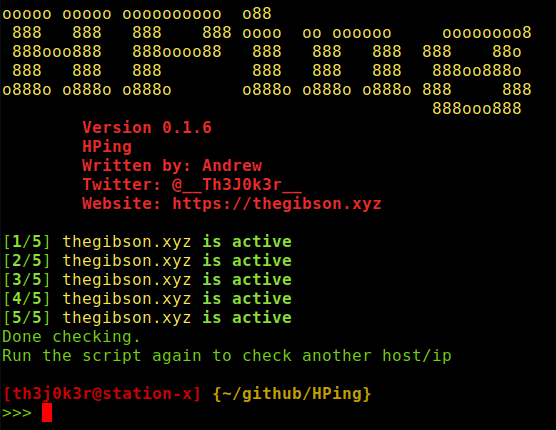 ooooo ooooo oooooooooo  o88
 888   888   888    888 oooo  oo oooooo     oooooooo8
 888ooo888   888oooo88   888   888   888  888    88o
 888   888   888         888   888   888   888oo888o
o888o o888o o888o       o888o o888o o888o 888     888
                                           888ooo888
Version 0.1.6
HPing
Written by: Andrew
Twitter: @__Th3J0k3r__
Website: https://thegibson.xyz
[1/5] thegibson.xyz is active
[2/5] thegibson.xyz is active
[3/5] thegibson.xyz is active
[4/5] thegibson.xyz is active
[5/5] thegibson.xyz is active
Done checking.
Run the script again to check another host/ip
[th3j0k3r@station-x] {~/github/HPing}
>>>